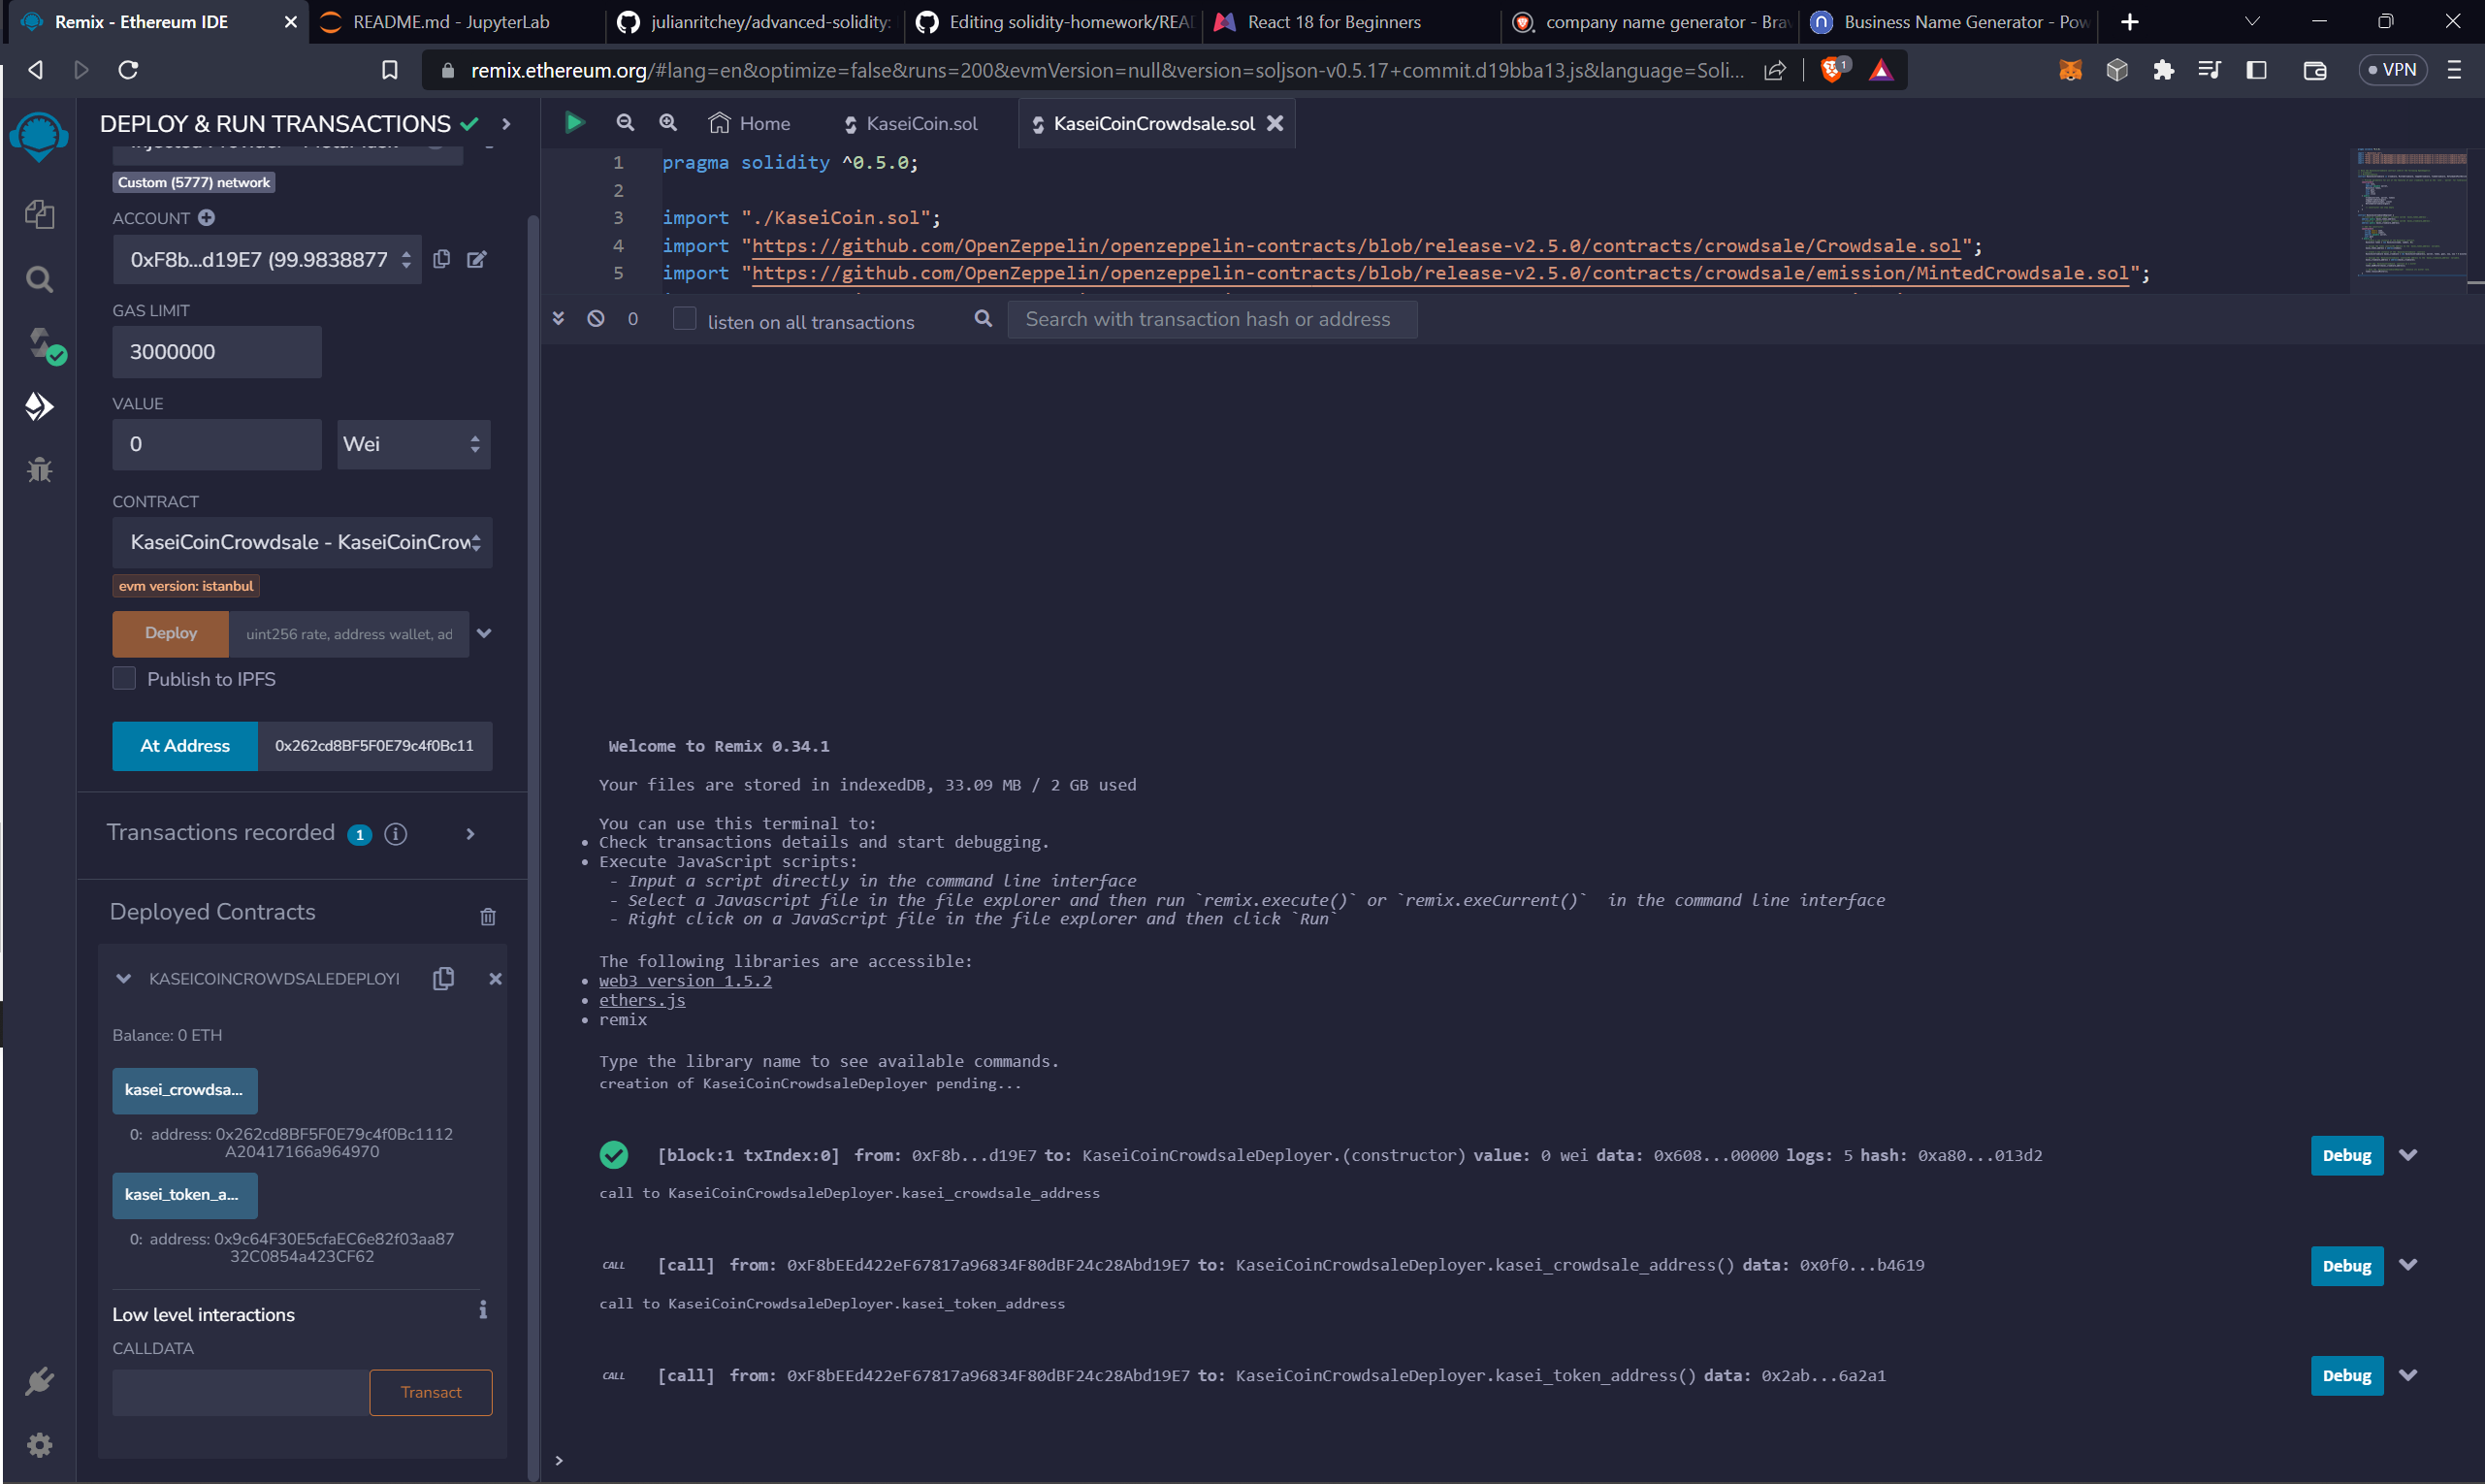 Remix - Ethereum IDE
README.md - JupyterLab
julianritchey/advanced-solidity:
Editing solidity-homework/REA
React 18 for Beginners
company name generator - Bra
Business Name Generator - Pow
remix.ethereum.org/#lang=en&optimize=false&runs=200&evmVersion=null&version=soljson-v0.5.17+commit.d19bba13.js&language=Soli...
1
VPN
DEPLOY & RUN TRANSACTIONS
Custom (5777) network
ACCOUNT
0xF8b...d19E7 (99.9838877
GAS LIMIT
3000000
VALUE
0
Wei
CONTRACT
KaseiCoinCrowdsale - KaseiCoinCrow
evm version: istanbul
Deploy
uint256 rate, address wallet, ad
Publish to IPFS
At Address
0x262cd8BF5F0E79c4f0Bc11
Transactions recorded 1
Deployed Contracts
KASEICOINCROWDSALEDEPLOYI
Balance: 0 ETH
kasei_crowdsa...
0: address: 0x262cd8BF5F0E79c4f0Bc1112
A20417166a964970
kasei_token_a...
0: address: 0x9c64F30E5cfaEC6e82f03aa87
32C0854a423CF62
Low level interactions
CALLDATA
Transact
Home
KaseiCoin.sol
KaseiCoinCrowdsale.sol
1 pragma solidity ^0.5.0;
2
3 import "./KaseiCoin.sol";
4 import "https://github.com/OpenZeppelin/openzeppelin-contracts/blob/release-v2.5.0/contracts/crowdsale/Crowdsale.sol";
5 import "https://github.com/OpenZeppelin/openzeppelin-contracts/blob/release-v2.5.0/contracts/crowdsale/emission/MintedCrowdsale.sol";
0
listen on all transactions
Search with transaction hash or address
Welcome to Remix 0.34.1
Your files are stored in indexedDB, 33.09 MB / 2 GB used
You can use this terminal to:
• Check transactions details and start debugging.
• Execute JavaScript scripts:
- Input a script directly in the command line interface
- Select a Javascript file in the file explorer and then run `remix.execute()` or `remix.exeCurrent()` in the command line interface
- Right click on a JavaScript file in the file explorer and then click `Run`
The following libraries are accessible:
• web3 version 1.5.2
• ethers.js
• remix
Type the library name to see available commands.
creation of KaseiCoinCrowdsaleDeployer pending...
[block:1 txIndex:0] from: 0xF8b...d19E7 to: KaseiCoinCrowdsaleDeployer.(constructor) value: 0 wei data: 0x608...00000 logs: 5 hash: 0xa80...013d2
Debug
call to KaseiCoinCrowdsaleDeployer.kasei_crowdsale_address
CALL [call] from: 0xF8bEEd422eF67817a96834F80dBF24c28Abd19E7 to: KaseiCoinCrowdsaleDeployer.kasei_crowdsale_address() data: 0x0f0...b4619
Debug
call to KaseiCoinCrowdsaleDeployer.kasei_token_address
CALL [call] from: 0xF8bEEd422eF67817a96834F80dBF24c28Abd19E7 to: KaseiCoinCrowdsaleDeployer.kasei_token_address() data: 0x2ab...6a2a1
Debug
>